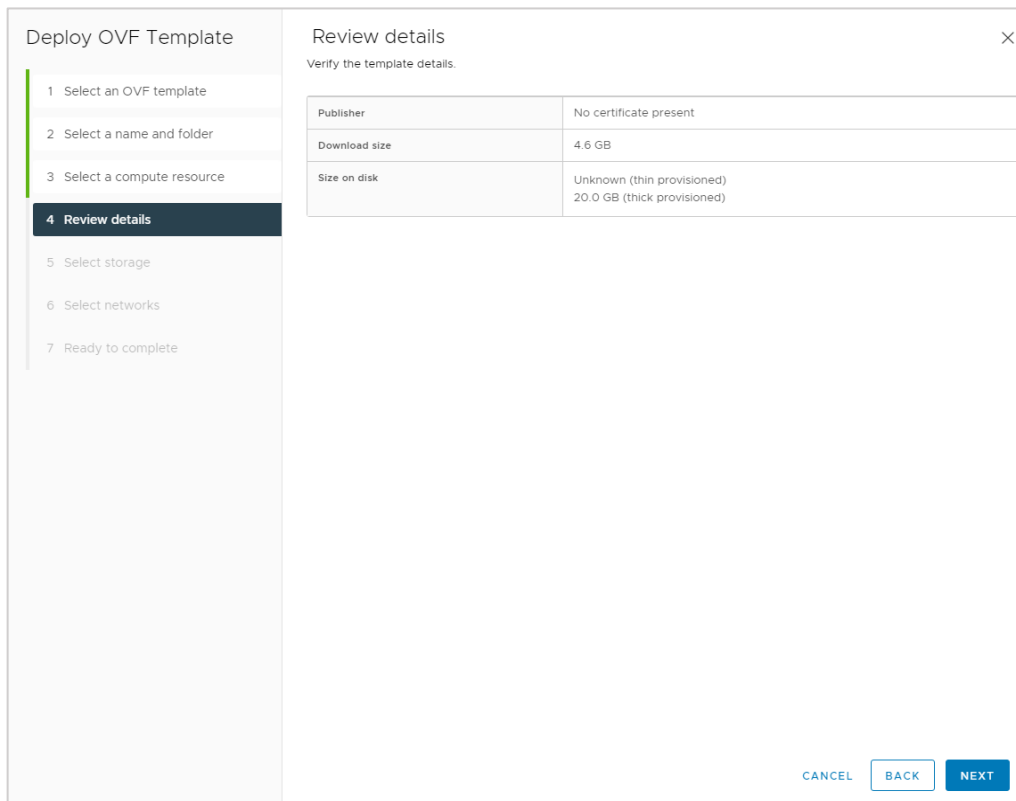 Deploy OVF Template
1 Select an OVF template
2 Select a name and folder
3 Select a compute resource
4 Review details
5 Select storage
6 Select networks
7 Ready to complete
Review details
Verify the template details.
Publisher No certificate present
Download size 4.6 GB
Size on disk Unknown (thin provisioned)
20.0 GB (thick provisioned)
CANCEL BACK NEXT